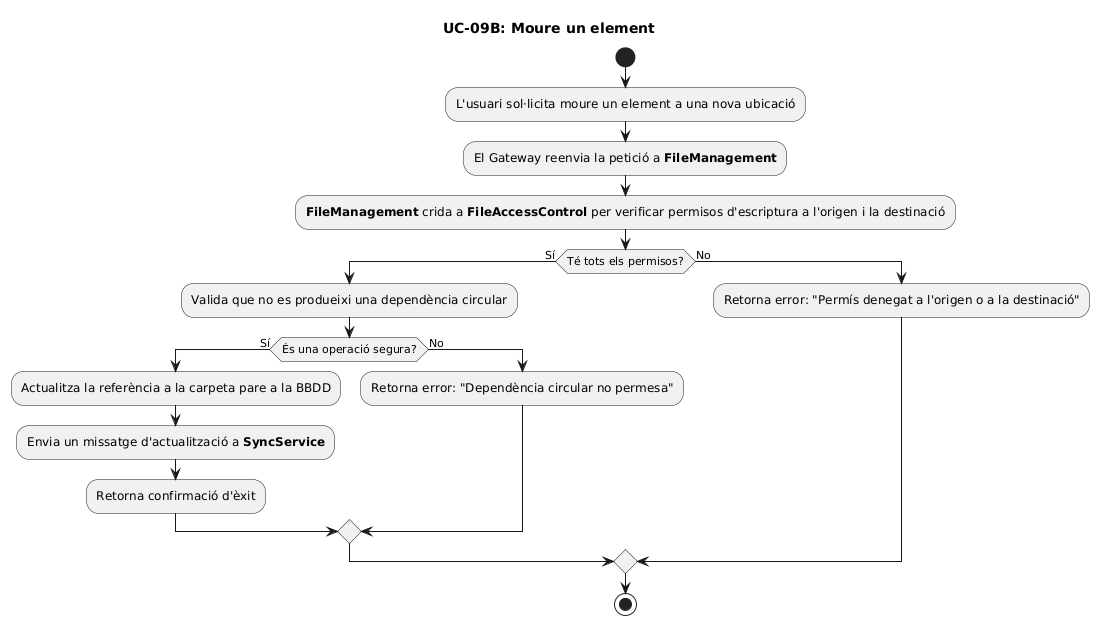 UC-09B: Moure un element
L'usuari sol·licita moure un element a una nova ubicació
El Gateway reenvia la petició a FileManagement
FileManagement crida a FileAccessControl per verificar permisos d'escriptura a l'origen i la destinació
Sí
Té tots els permisos?
No
Valida que no es produeixi una dependència circular
Retorna error: "Permís denegat a l'origen o a la destinació"
Sí
És una operació segura?
No
Actualitza la referència a la carpeta pare a la BBDD
Retorna error: "Dependència circular no permesa"
Envia un missatge d'actualització a SyncService
Retorna confirmació d'èxit